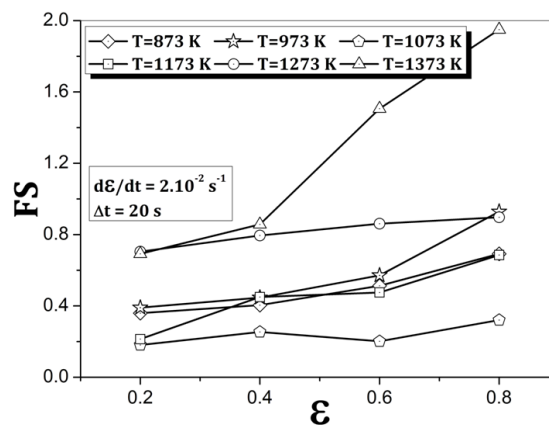 2.0
T=873 K T=973 K T=1073 K
T=1173 K T=1273 K T=1373 K
1.6
1.2
dε/dt = 2.10⁻² s⁻¹
Δt = 20 s
FS
0.8
0.4
0.0
0.2 0.4 0.6 0.8
ε